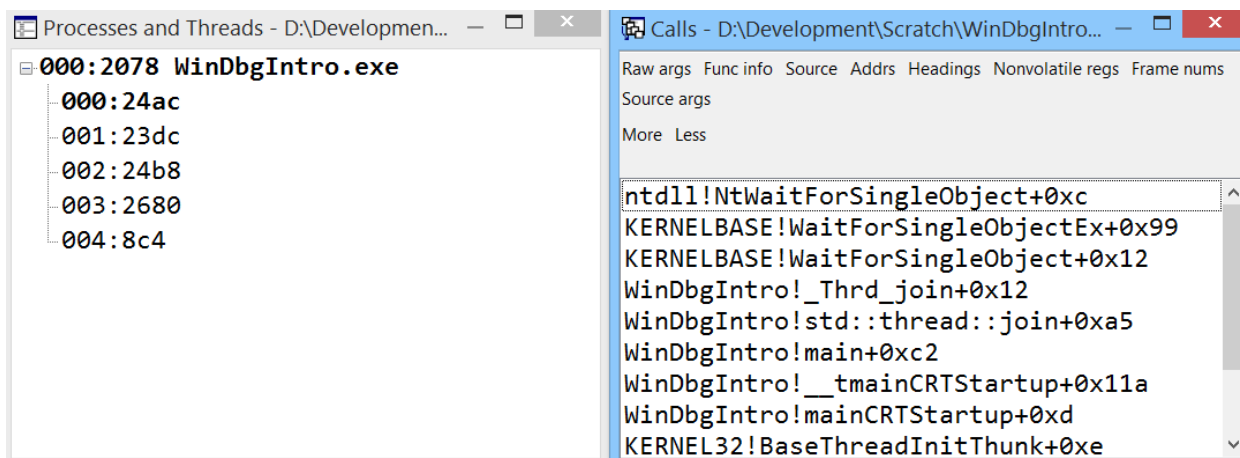 Processes and Threads - D:\Developmen...
000:2078 WinDbgIntro.exe
000:24ac
001:23dc
002:24b8
003:2680
004:8c4
Calls - D:\Development\Scratch\WinDbgIntro...
Raw args Func info Source Addrs Headings Nonvolatile regs Frame nums
Source args
More Less
ntdll!NtWaitForSingleObject+0xc
KERNELBASE!WaitForSingleObjectEx+0x99
KERNELBASE!WaitForSingleObject+0x12
WinDbgIntro!_Thrd_join+0x12
WinDbgIntro!std::thread::join+0xa5
WinDbgIntro!main+0xc2
WinDbgIntro!__tmainCRTStartup+0x11a
WinDbgIntro!mainCRTStartup+0xd
KERNEL32!BaseThreadInitThunk+0xe